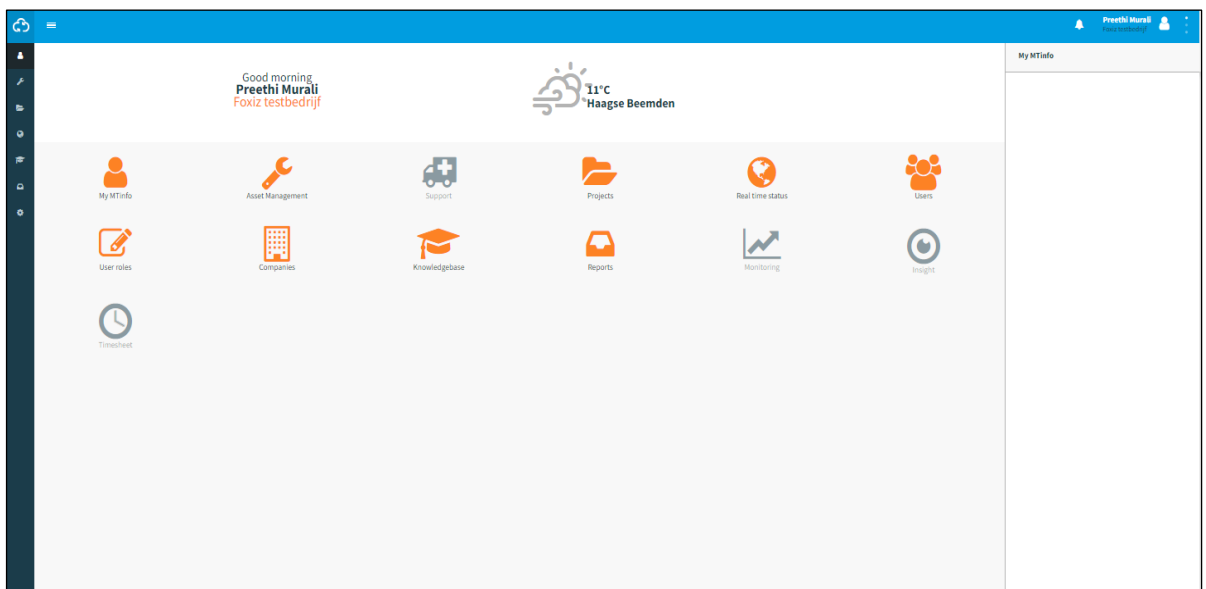 Preethi Murali
Foxiz testbedrijf
My MTinfo
Good morning
Preethi Murali
Foxiz testbedrijf
11°C
Haagse Beemden
My MTinfo
Asset Management
Support
Projects
Real time status
Users
User roles
Companies
Knowledgebase
Reports
Monitoring
Insight
Timesheet